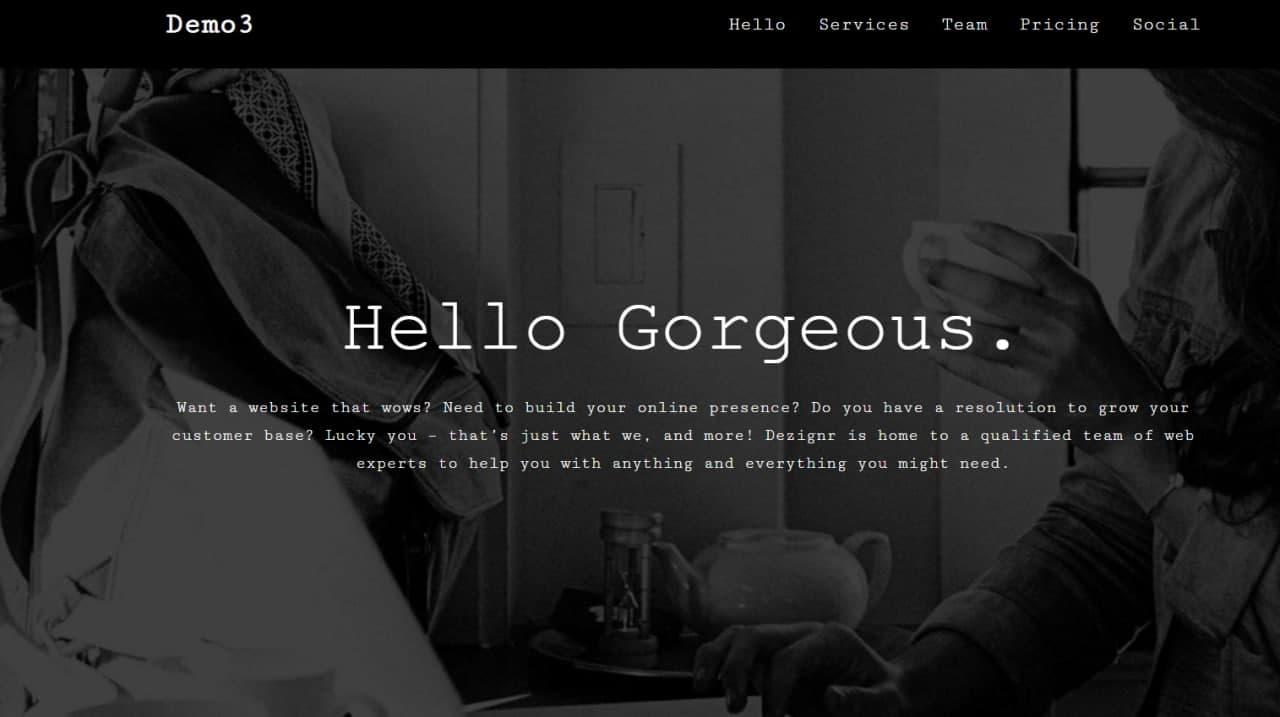 Demo3
Hello Services Team Pricing Social
Hello Gorgeous.
Want a website that wows? Need to build your online presence? Do you have a resolution to grow your
customer base? Lucky you – that's just what we, and more! Dezignr is home to a qualified team of web
experts to help you with anything and everything you might need.